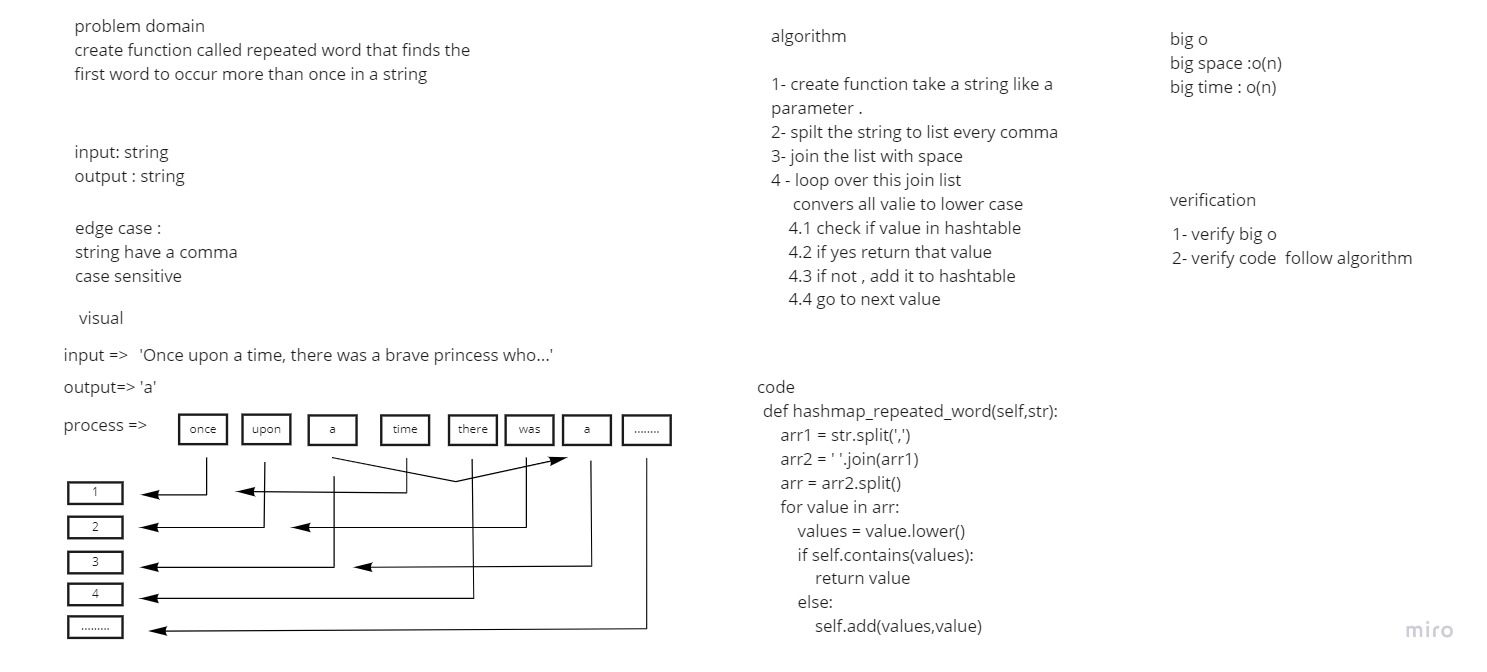 problem domain
create function called repeated word that finds the
first word to occur more than once in a string
input: string
output : string
edge case :
string have a comma
case sensitive
visual
input => 'Once upon a time, there was a brave princess who...'
output=> 'a'
process =>
once upon a time there was a ........
1
2
3
4
.........
algorithm
1- create function take a string like a
parameter .
2- spilt the string to list every comma
3- join the list with space
4 - loop over this join list
convers all valie to lower case
4.1 check if value in hashtable
4.2 if yes return that value
4.3 if not , add it to hashtable
4.4 go to next value
code
def hashmap_repeated_word(self,str):
arr1 = str.split(',')
arr2 = ' '.join(arr1)
arr = arr2.split()
for value in arr:
values = value.lower()
if self.contains(values):
return value
else:
self.add(values,value)
big o
big space :o(n)
big time : o(n)
verification
1- verify big o
2- verify code  follow algorithm
miro